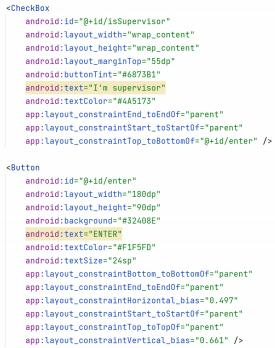 <CheckBox
android:id="@+id/isSupervisor"
android:layout_width="wrap_content"
android:layout_height="wrap_content"
android:layout_marginTop="55dp"
android:buttonTint="#6873B1"
android:text="I'm supervisor"
android:textColor="#4A5173"
app:layout_constraintEnd_toEndOf="parent"
app:layout_constraintStart_toStartOf="parent"
app:layout_constraintTop_toBottomOf="@+id/enter" />
<Button
android:id="@+id/enter"
android:layout_width="180dp"
android:layout_height="90dp"
android:background="#32408E"
android:text="ENTER"
android:textColor="#F1F5FD"
android:textSize="24sp"
app:layout_constraintBottom_toBottomOf="parent"
app:layout_constraintEnd_toEndOf="parent"
app:layout_constraintHorizontal_bias="0.497"
app:layout_constraintStart_toStartOf="parent"
app:layout_constraintTop_toTopOf="parent"
app:layout_constraintVertical_bias="0.661" />